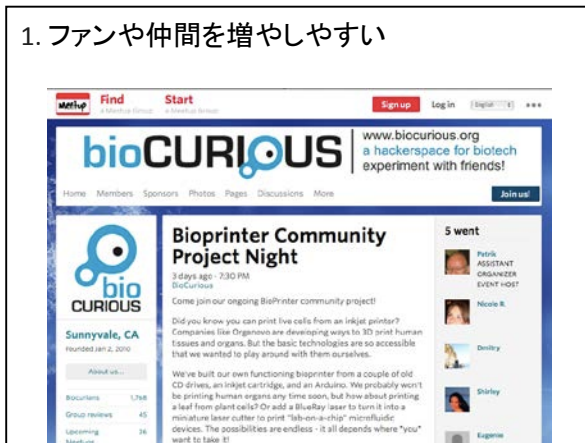 1. ファンや仲間を増やしやすい
Meetup
Find
a Meetup Group
Start
a Meetup Group
Sign up
Log in
English
bioCURIOUS
www.biocurious.org
a hackerspace for biotech
experiment with friends!
Home Members Sponsors Photos Pages Discussions More
Join us!
bio
CURIOUS
Sunnyvale, CA
Founded Jan 2, 2010
About us...
Biocurians 1,768
Group reviews 45
Upcoming 26
Meetups
Bioprinter Community
Project Night
3 days ago · 7:30 PM
BioCurious
Come join our ongoing BioPrinter community project!
Did you know you can print live cells from an inkjet printer?
Companies like Organovo are developing ways to 3D print human
tissues and organs. But the basic technologies are so accessible
that we wanted to play around with them ourselves.
We've built our own functioning bioprinter from a couple of old
CD drives, an inkjet cartridge, and an Arduino. We probably won't
be printing human organs any time soon, but how about printing
a leaf from plant cells? Or add a BlueRay laser to turn it into a
miniature laser cutter to print "lab-on-a-chip" microfluidic
devices. The possibilities are endless - it all depends where *you*
want to take it!
5 went
Patrik
ASSISTANT
ORGANIZER
EVENT HOST
Nicole R.
Dmitry
Shirley
Eugenio